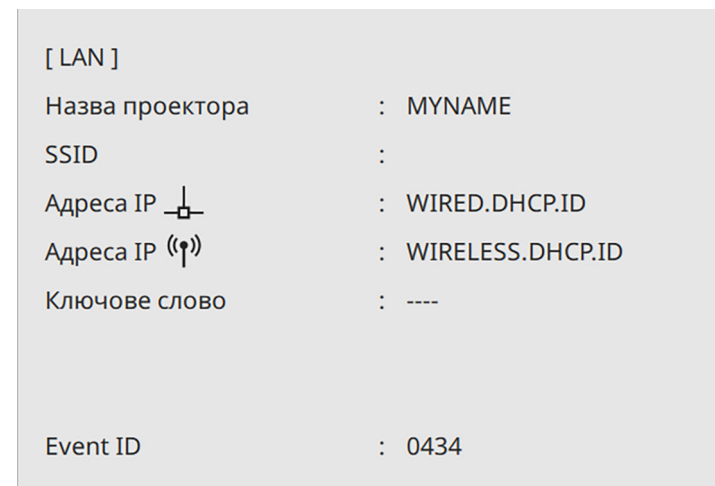 [ LAN ]
Назва проектора : MYNAME
SSID :
Адреса IP : WIRED.DHCP.ID
Адреса IP : WIRELESS.DHCP.ID
Ключове слово : ----
Event ID : 0434